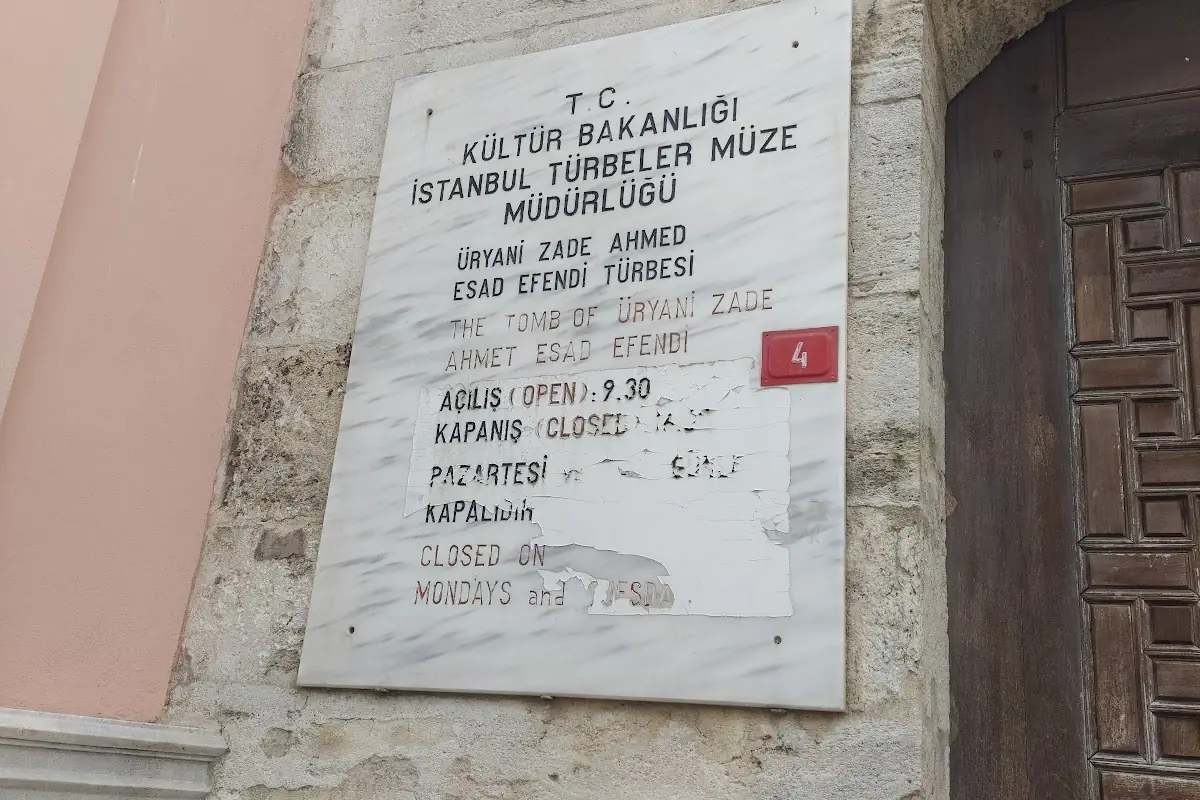 T.C.
KÜLTÜR BAKANLIĞI
İSTANBUL TÜRBELER MÜZE
MÜDÜRLÜĞÜ
ÜRYANİ ZADE AHMED
ESAD EFENDİ TÜRBESİ
THE TOMB OF ÜRYANİ ZADE
AHMET ESAD EFENDİ
4
AÇILIŞ (OPEN): 9.30
KAPANIŞ (CLOSED)
PAZARTESİ
KAPALIDIR
CLOSED ON
MONDAYS and